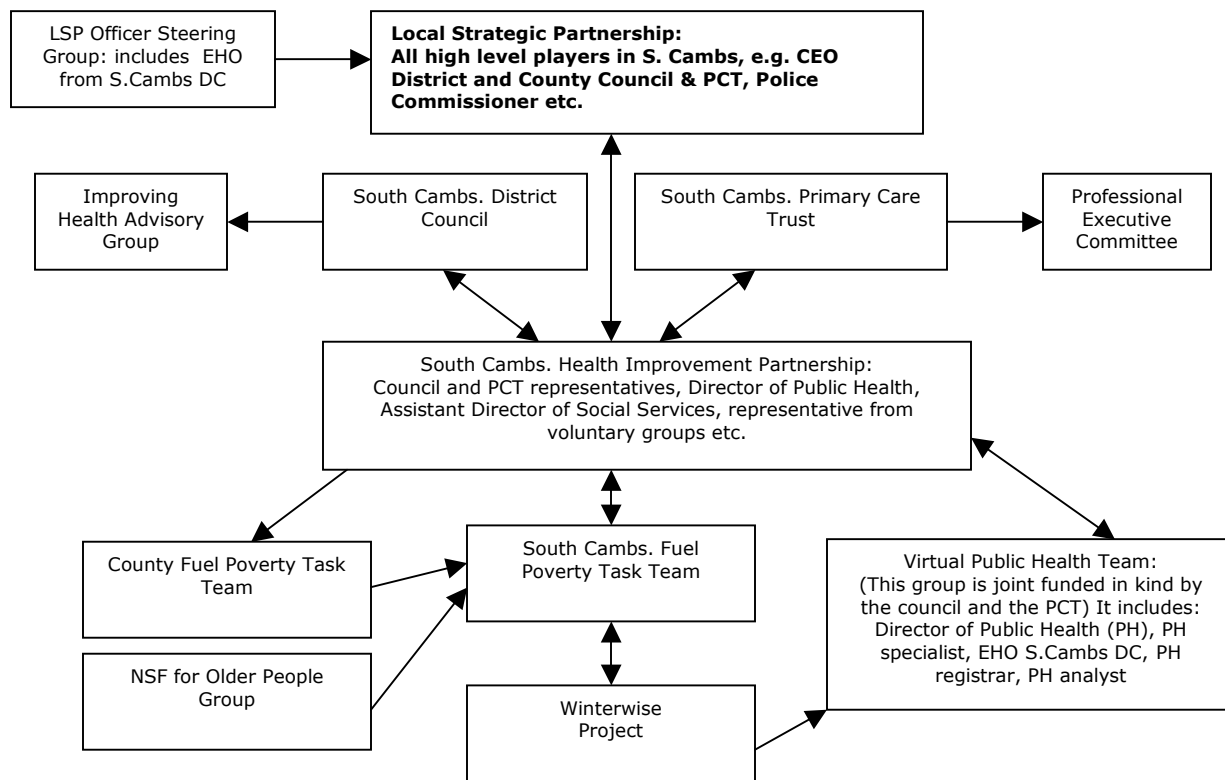 LSP Officer Steering
Group: includes EHO
from S.Cambs DC
Local Strategic Partnership:
All high level players in S. Cambs, e.g. CEO
District and County Council & PCT, Police
Commissioner etc.
Improving
Health Advisory
Group
South Cambs. District
Council
South Cambs. Primary Care
Trust
Professional
Executive
Committee
South Cambs. Health Improvement Partnership:
Council and PCT representatives, Director of Public Health,
Assistant Director of Social Services, representative from
voluntary groups etc.
County Fuel Poverty Task
Team
South Cambs. Fuel
Poverty Task Team
Virtual Public Health Team:
(This group is joint funded in kind by
the council and the PCT) It includes:
Director of Public Health (PH), PH
specialist, EHO S.Cambs DC, PH
registrar, PH analyst
NSF for Older People
Group
Winterwise
Project